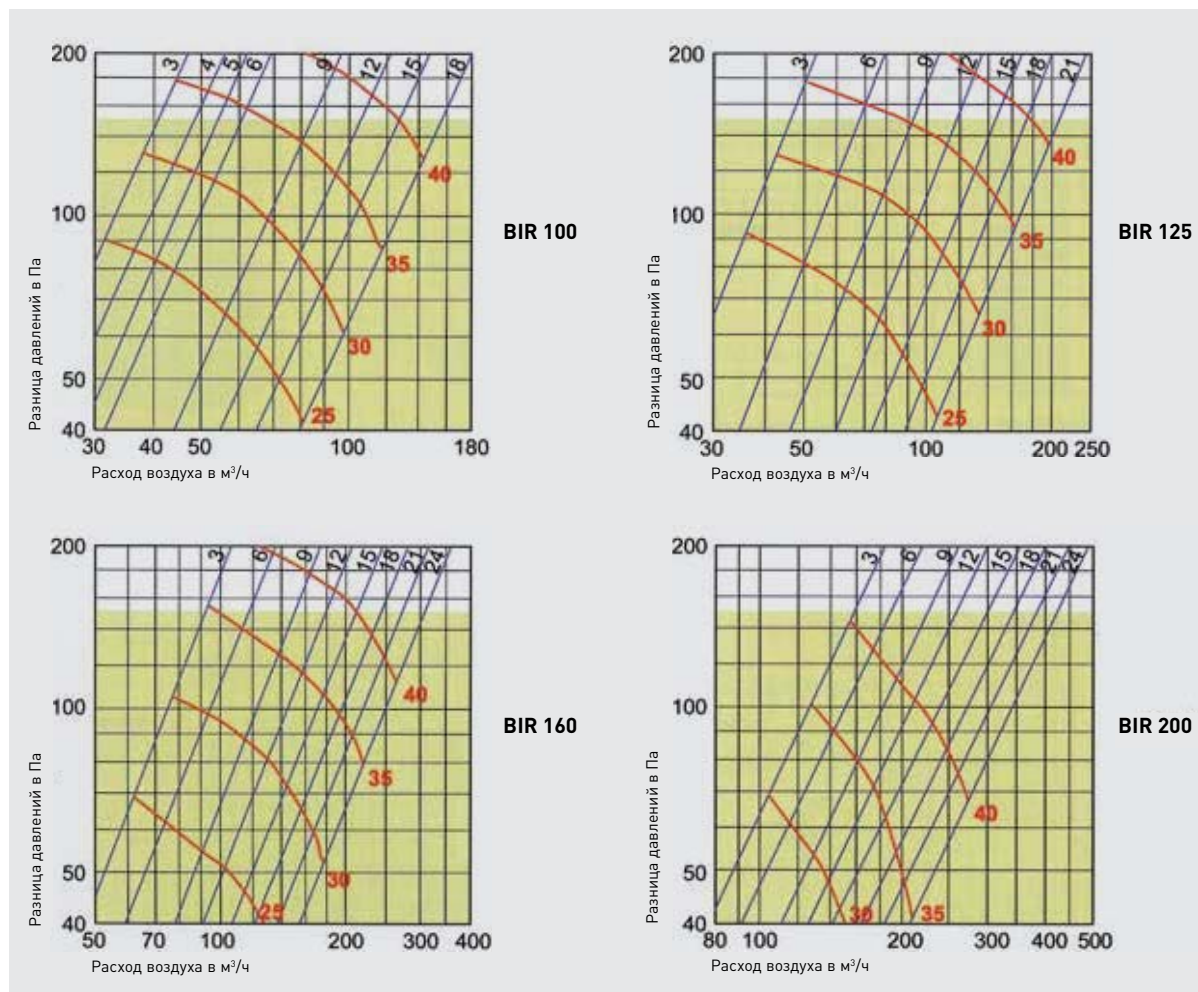 200
100
50
40
Разница давлений в Па
3 4 5 6 9 12 15 18
40
35
30
25
30 40 50 100 180
Расход воздуха в м³/ч
BIR 100
200
100
50
40
Разница давлений в Па
3 6 9 12 15 18 21
40
35
30
25
30 50 100 200 250
Расход воздуха в м³/ч
BIR 125
200
100
50
40
Разница давлений в Па
3 6 9 12 15 18 21 24
40
35
30
25
50 70 100 200 300 400
Расход воздуха в м³/ч
BIR 160
200
100
50
40
Разница давлений в Па
3 6 9 12 15 18 21 24
40
30 35
80 100 200 300 400 500
Расход воздуха в м³/ч
BIR 200